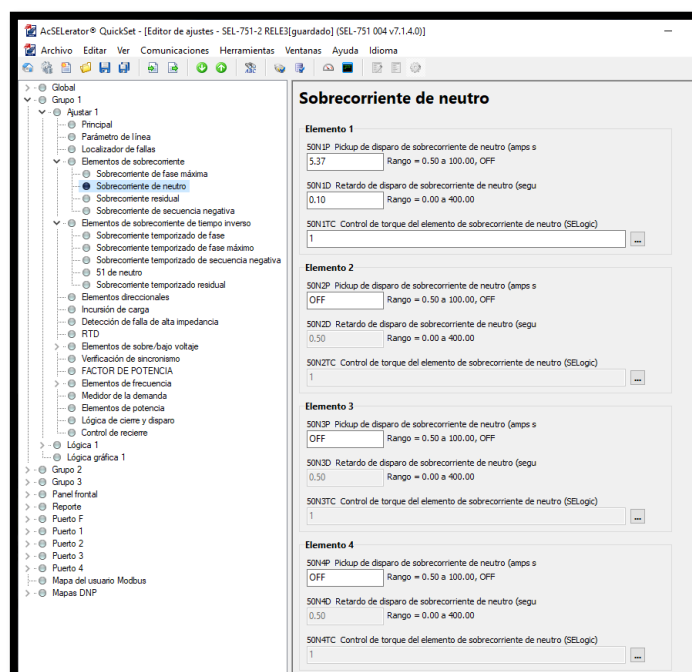 AcSELerator® QuickSet - [Editor de ajustes - SEL-751-2 RELE3[guardado] (SEL-751 004 v7.1.4.0)]
Archivo Editar Ver Comunicaciones Herramientas Ventanas Ayuda Idioma
Global
Grupo 1
Ajustar 1
Principal
Parámetro de línea
Localizador de fallas
Elementos de sobrecorriente
Sobrecorriente de fase máxima
Sobrecorriente de neutro
Sobrecorriente residual
Sobrecorriente de secuencia negativa
Elementos de sobrecorriente de tiempo inverso
Sobrecorriente temporizado de fase
Sobrecorriente temporizado de fase máximo
Sobrecorriente temporizado de secuencia negativa
51 de neutro
Sobrecorriente temporizado residual
Elementos direccionales
Incursión de carga
Detección de falla de alta impedancia
RTD
Elementos de sobre/bajo voltaje
Verificación de sincronismo
FACTOR DE POTENCIA
Elementos de frecuencia
Medidor de la demanda
Elementos de potencia
Lógica de cierre y disparo
Control de recierre
Lógica 1
Lógica gráfica 1
Grupo 2
Grupo 3
Panel frontal
Reporte
Puerto F
Puerto 1
Puerto 2
Puerto 3
Puerto 4
Mapa del usuario Modbus
Mapas DNP
Sobrecorriente de neutro
Elemento 1
50N1P Pickup de disparo de sobrecorriente de neutro (amps s
5.37 Rango = 0.50 a 100.00, OFF
50N1D Retardo de disparo de sobrecorriente de neutro (segu
0.10 Rango = 0.00 a 400.00
50N1TC Control de torque del elemento de sobrecorriente de neutro (SELogic)
1 ...
Elemento 2
50N2P Pickup de disparo de sobrecorriente de neutro (amps s
OFF Rango = 0.50 a 100.00, OFF
50N2D Retardo de disparo de sobrecorriente de neutro (segu
0.50 Rango = 0.00 a 400.00
50N2TC Control de torque del elemento de sobrecorriente de neutro (SELogic)
1 ...
Elemento 3
50N3P Pickup de disparo de sobrecorriente de neutro (amps s
OFF Rango = 0.50 a 100.00, OFF
50N3D Retardo de disparo de sobrecorriente de neutro (segu
0.50 Rango = 0.00 a 400.00
50N3TC Control de torque del elemento de sobrecorriente de neutro (SELogic)
1 ...
Elemento 4
50N4P Pickup de disparo de sobrecorriente de neutro (amps s
OFF Rango = 0.50 a 100.00, OFF
50N4D Retardo de disparo de sobrecorriente de neutro (segu
0.50 Rango = 0.00 a 400.00
50N4TC Control de torque del elemento de sobrecorriente de neutro (SELogic)
1 ...